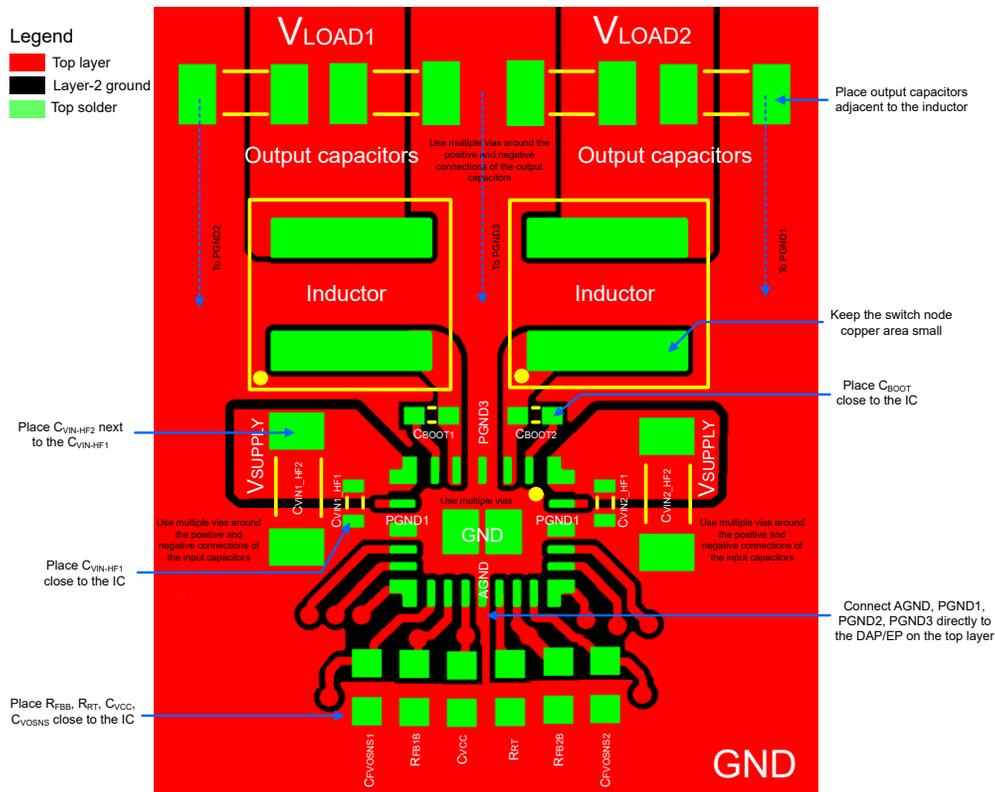 Legend
Top layer
Layer-2 ground
Top solder
VLOAD1
VLOAD2
Place output capacitors
adjacent to the inductor
Output capacitors
Use multiple vias around the
positive and negative
connections of the output
capacitors
Output capacitors
To PGND2
To PGND3
To PGND1
Inductor
Inductor
Keep the switch node
copper area small
Place CBOOT
close to the IC
Place CVIN-HF2 next
to the CVIN-HF1
CBOOT1
PGND3
CBOOT2
VSUPPLY
CVIN1_HF2
CVIN1_HF1
CVIN2_HF1
CVIN2_HF2
VSUPPLY
Use multiple vias
PGND1
PGND1
GND
Use multiple vias around
the positive and
negative connections of
the input capacitors
Use multiple vias around
the positive and
negative connections of
the input capacitors
Place CVIN-HF1
close to the IC
AGND
Connect AGND, PGND1,
PGND2, PGND3 directly to
the DAP/EP on the top layer
Place RFBB, RRT, CVCC,
CVOSNS close to the IC
CFVOSNS1
RFB1B
CVCC
RRT
RFB2B
CFVOSNS2
GND